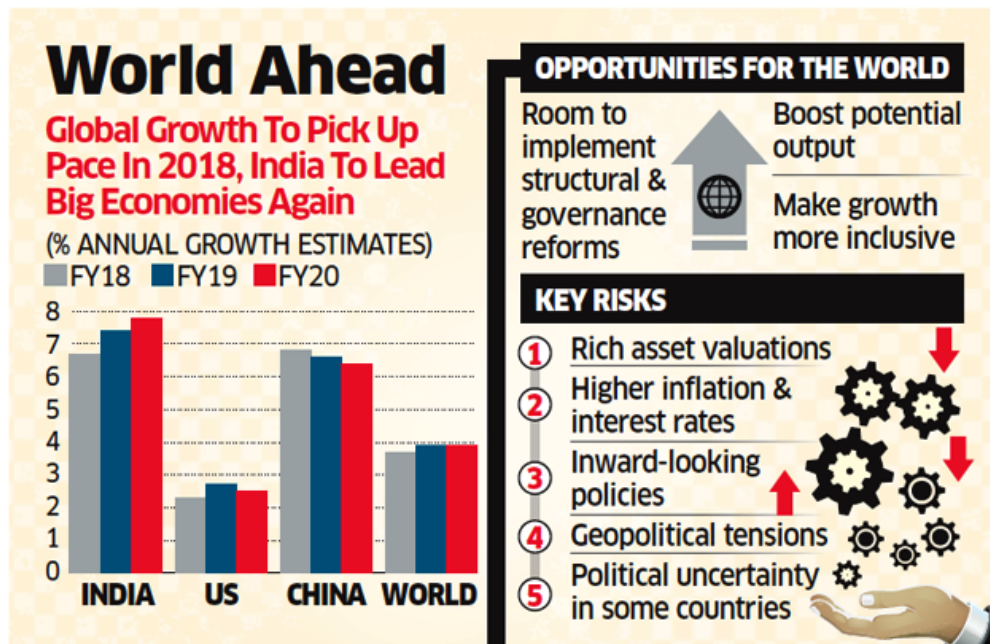 World Ahead
Global Growth To Pick Up
Pace In 2018, India To Lead
Big Economies Again
(% ANNUAL GROWTH ESTIMATES)
FY18 FY19 FY20
8
7
6
5
4
3
2
1
0
INDIA US CHINA WORLD
OPPORTUNITIES FOR THE WORLD
Room to
implement
structural &
governance
reforms
Boost potential
output
Make growth
more inclusive
KEY RISKS
1 Rich asset valuations
2 Higher inflation &
interest rates
3 Inward-looking
policies
4 Geopolitical tensions
5 Political uncertainty
in some countries